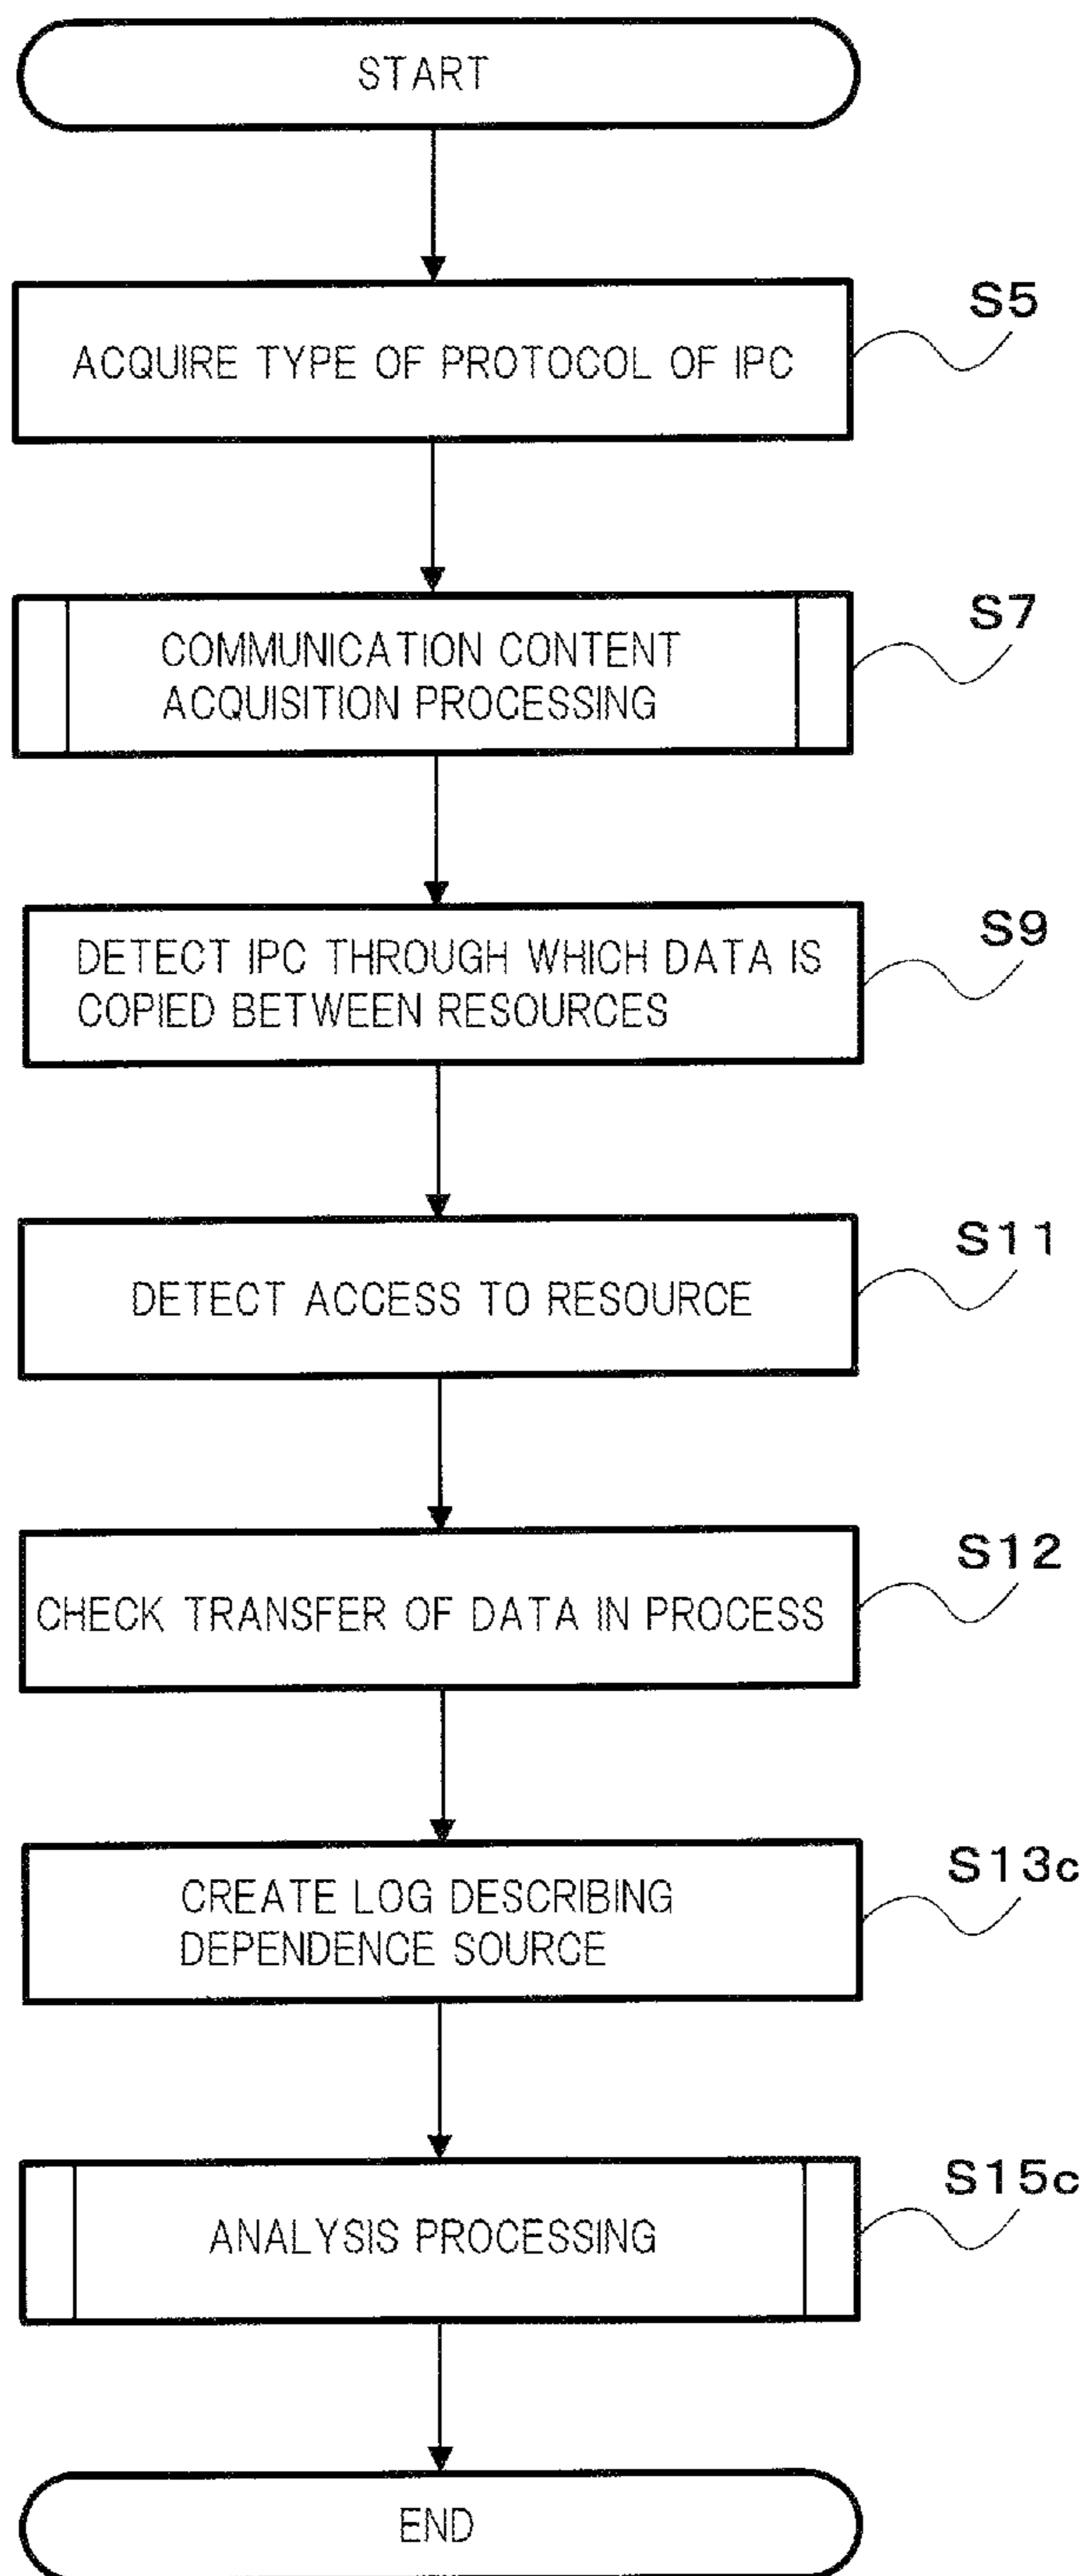 START
S5
ACQUIRE TYPE OF PROTOCOL OF IPC
S7
COMMUNICATION CONTENT
ACQUISITION PROCESSING
S9
DETECT IPC THROUGH WHICH DATA IS
COPIED BETWEEN RESOURCES
S11
DETECT ACCESS TO RESOURCE
S12
CHECK TRANSFER OF DATA IN PROCESS
S13c
CREATE LOG DESCRIBING
DEPENDENCE SOURCE
S15c
ANALYSIS PROCESSING
END